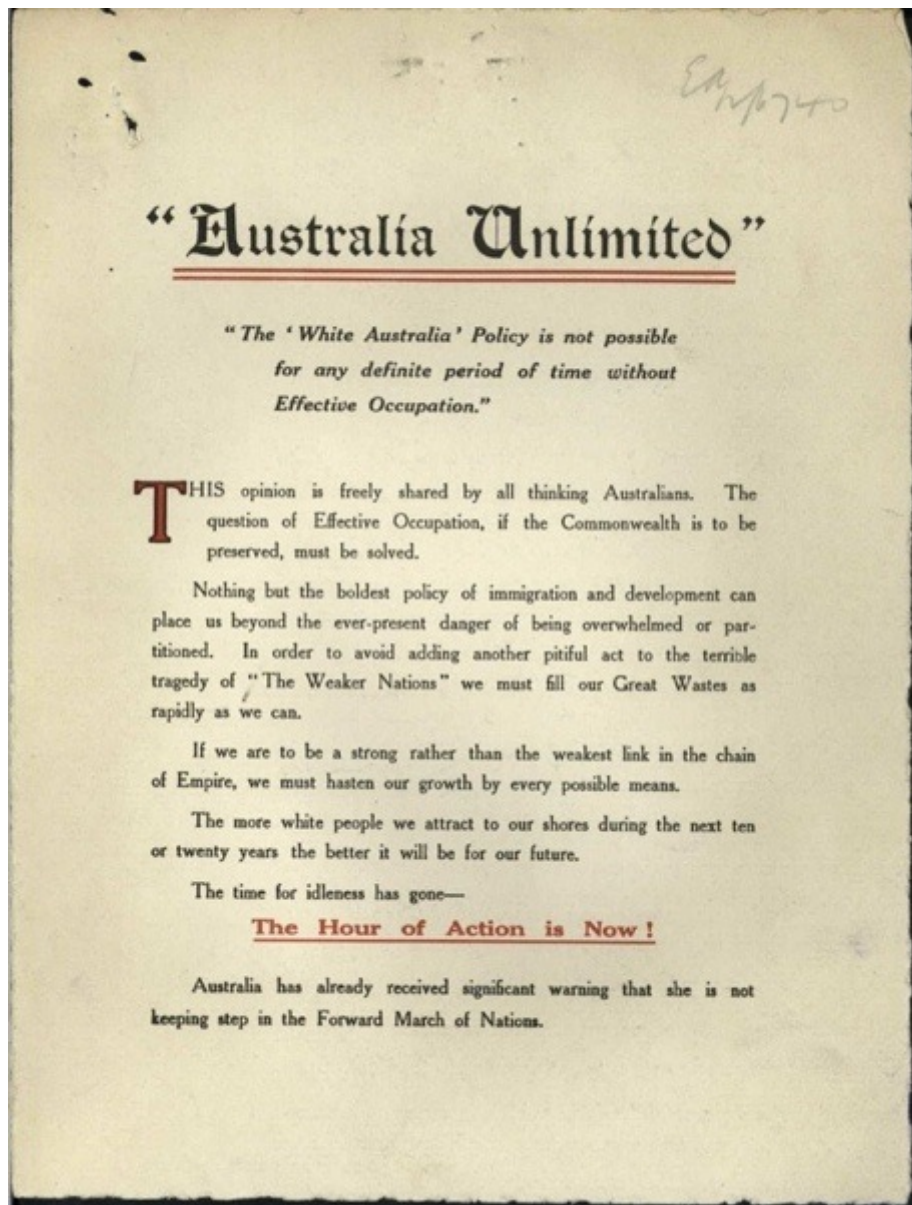 "Australia Unlimited"
"The 'White Australia' Policy is not possible
for any definite period of time without
Effective Occupation."
THIS opinion is freely shared by all thinking Australians. The
question of Effective Occupation, if the Commonwealth is to be
preserved, must be solved.
Nothing but the boldest policy of immigration and development can
place us beyond the ever-present danger of being overwhelmed or par-
titioned. In order to avoid adding another pitiful act to the terrible
tragedy of "The Weaker Nations" we must fill our Great Wastes as
rapidly as we can.
If we are to be a strong rather than the weakest link in the chain
of Empire, we must hasten our growth by every possible means.
The more white people we attract to our shores during the next ten
or twenty years the better it will be for our future.
The time for idleness has gone—
The Hour of Action is Now!
Australia has already received significant warning that she is not
keeping step in the Forward March of Nations.